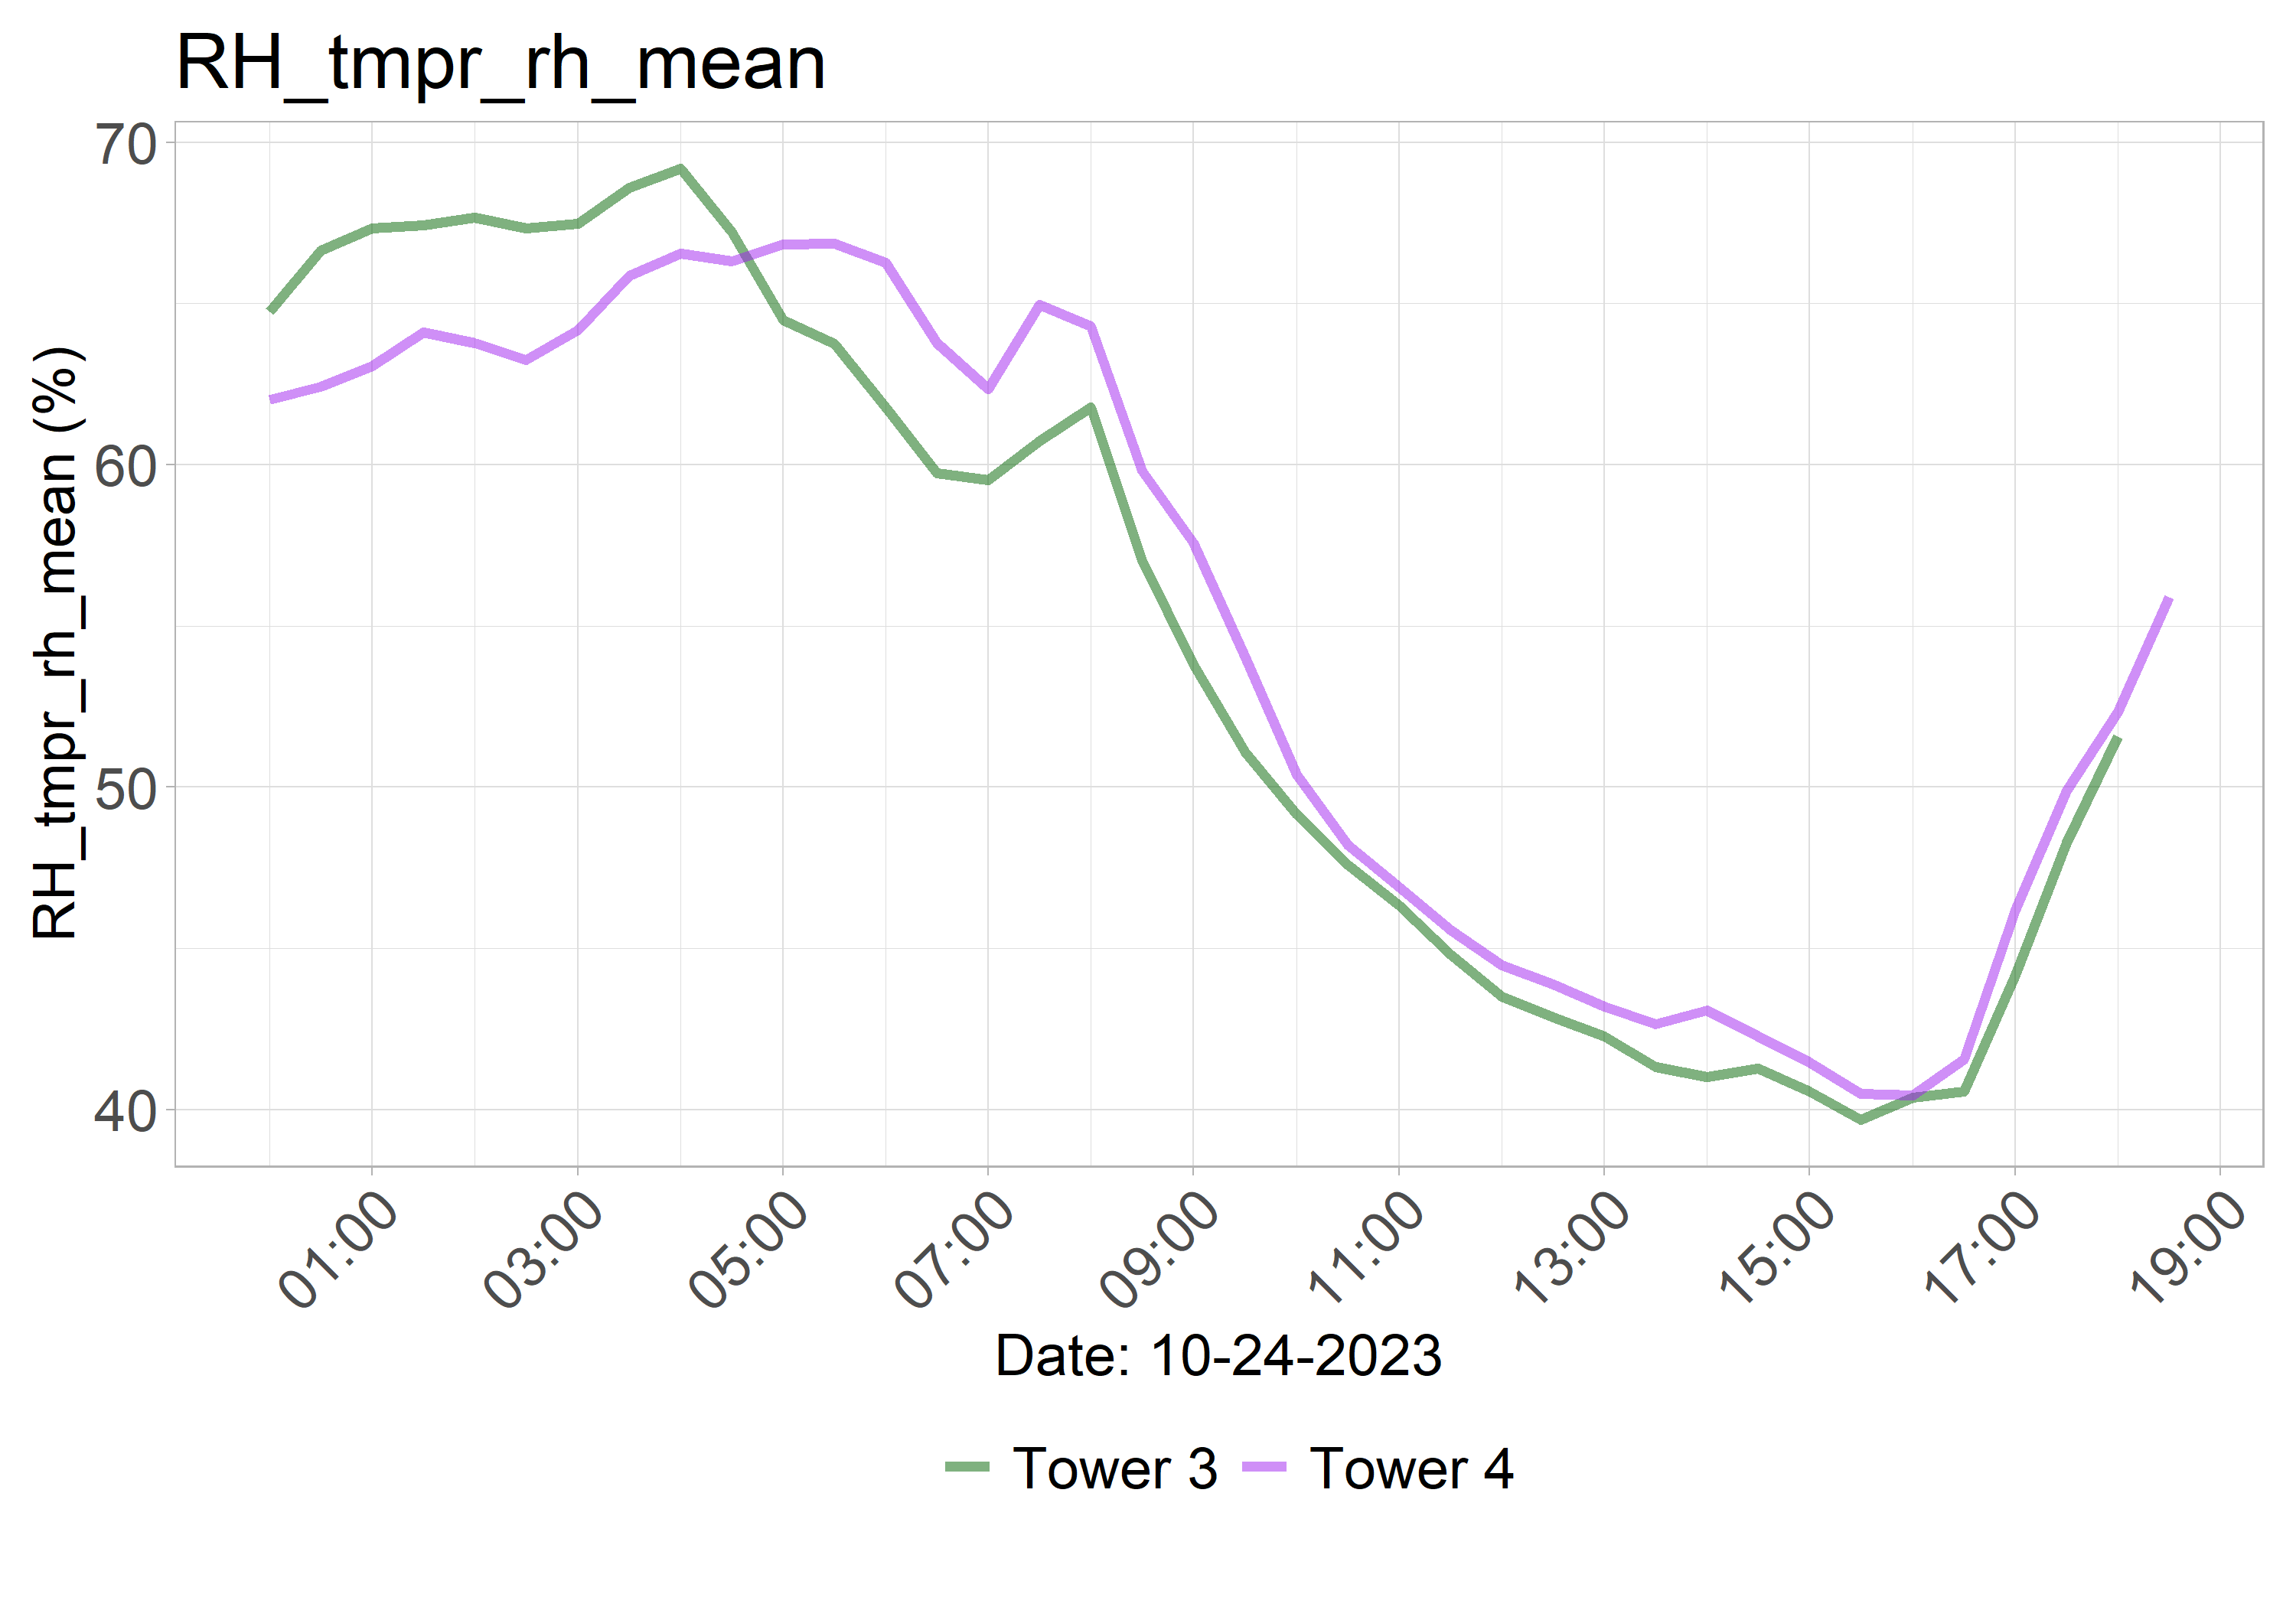 RH_tmpr_rh_mean
RH_tmpr_rh_mean (%)
70
60
50
40
01:00 03:00 05:00 07:00 09:00 11:00 13:00 15:00 17:00 19:00
Date: 10-24-2023
Tower 3 Tower 4